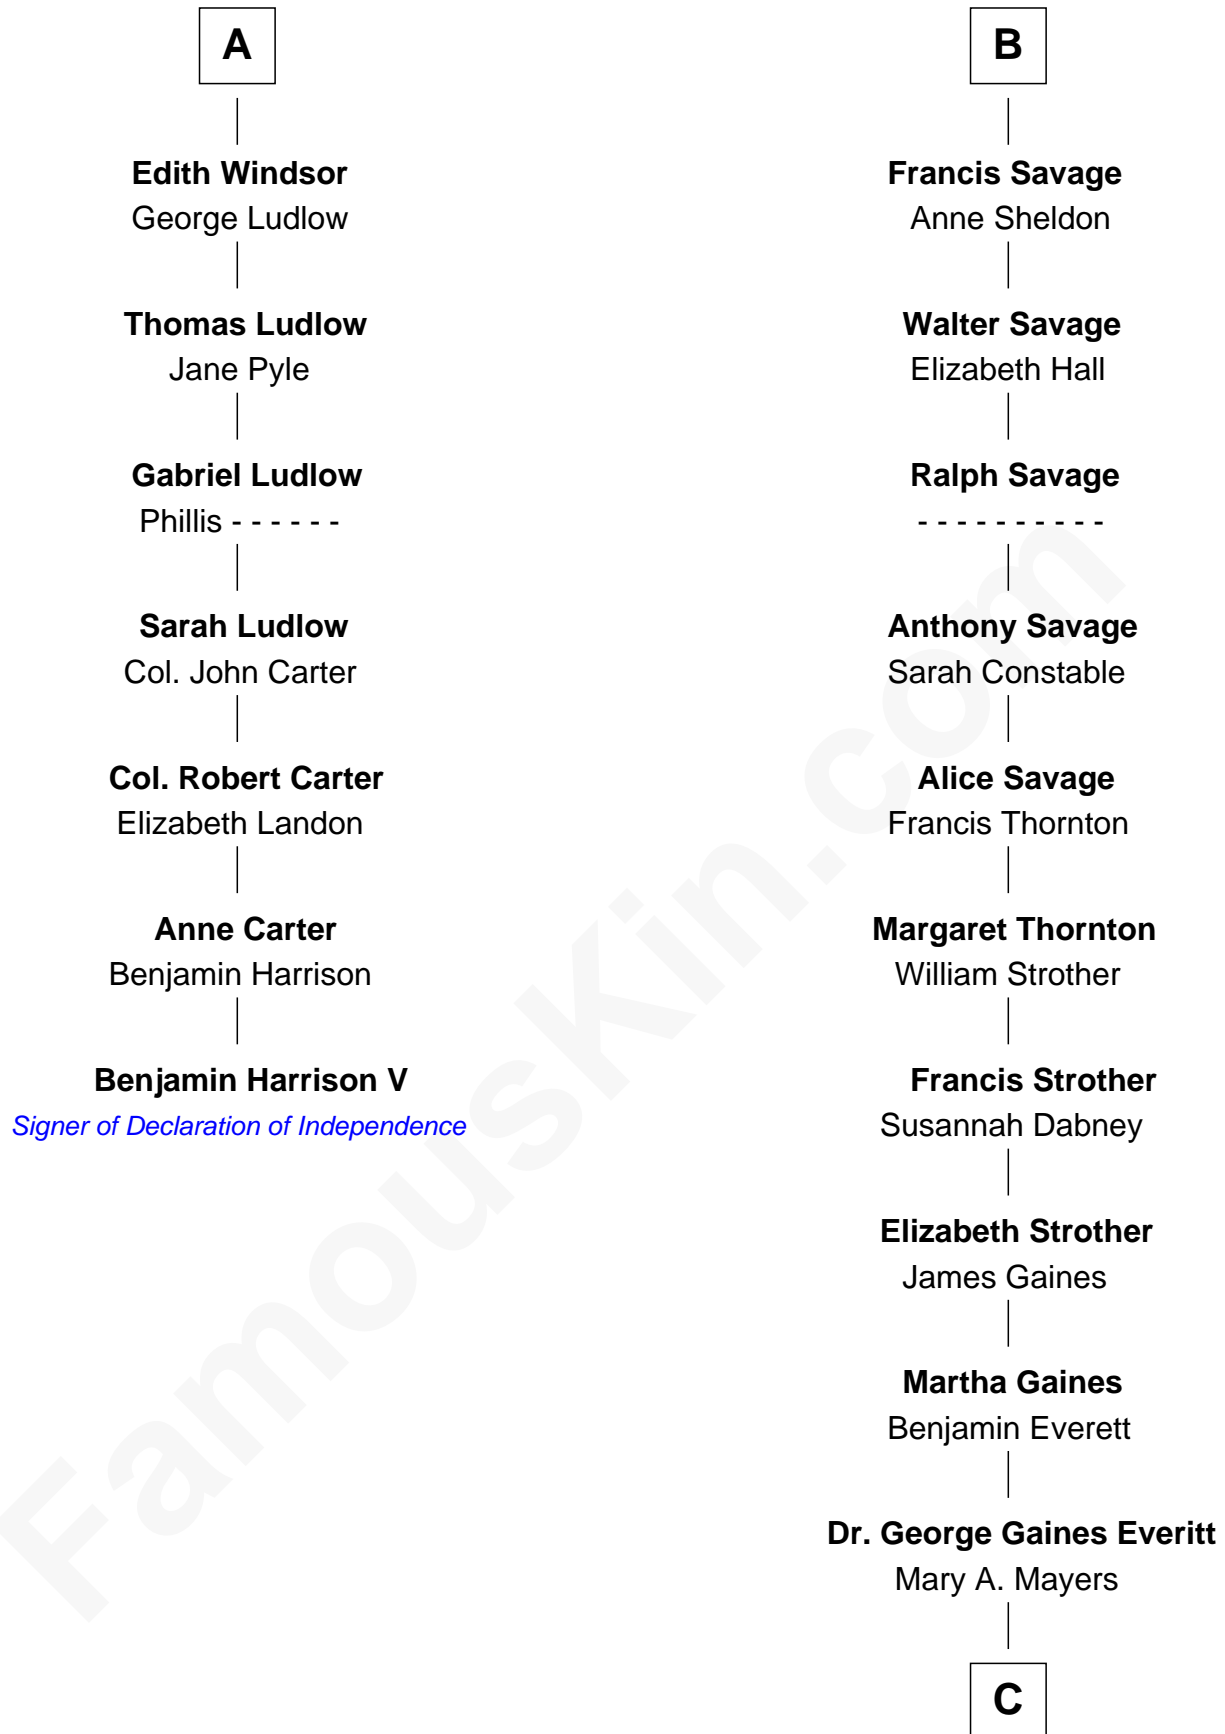 A
Edith Windsor
George Ludlow
Thomas Ludlow
Jane Pyle
Gabriel Ludlow
Phillis - - - - - -
Sarah Ludlow
Col. John Carter
Col. Robert Carter
Elizabeth Landon
Anne Carter
Benjamin Harrison
Benjamin Harrison V
Signer of Declaration of Independence
B
Francis Savage
Anne Sheldon
Walter Savage
Elizabeth Hall
Ralph Savage
- - - - - - - - - -
Anthony Savage
Sarah Constable
Alice Savage
Francis Thornton
Margaret Thornton
William Strother
Francis Strother
Susannah Dabney
Elizabeth Strother
James Gaines
Martha Gaines
Benjamin Everett
Dr. George Gaines Everitt
Mary A. Mayers
C
FamousKin.com